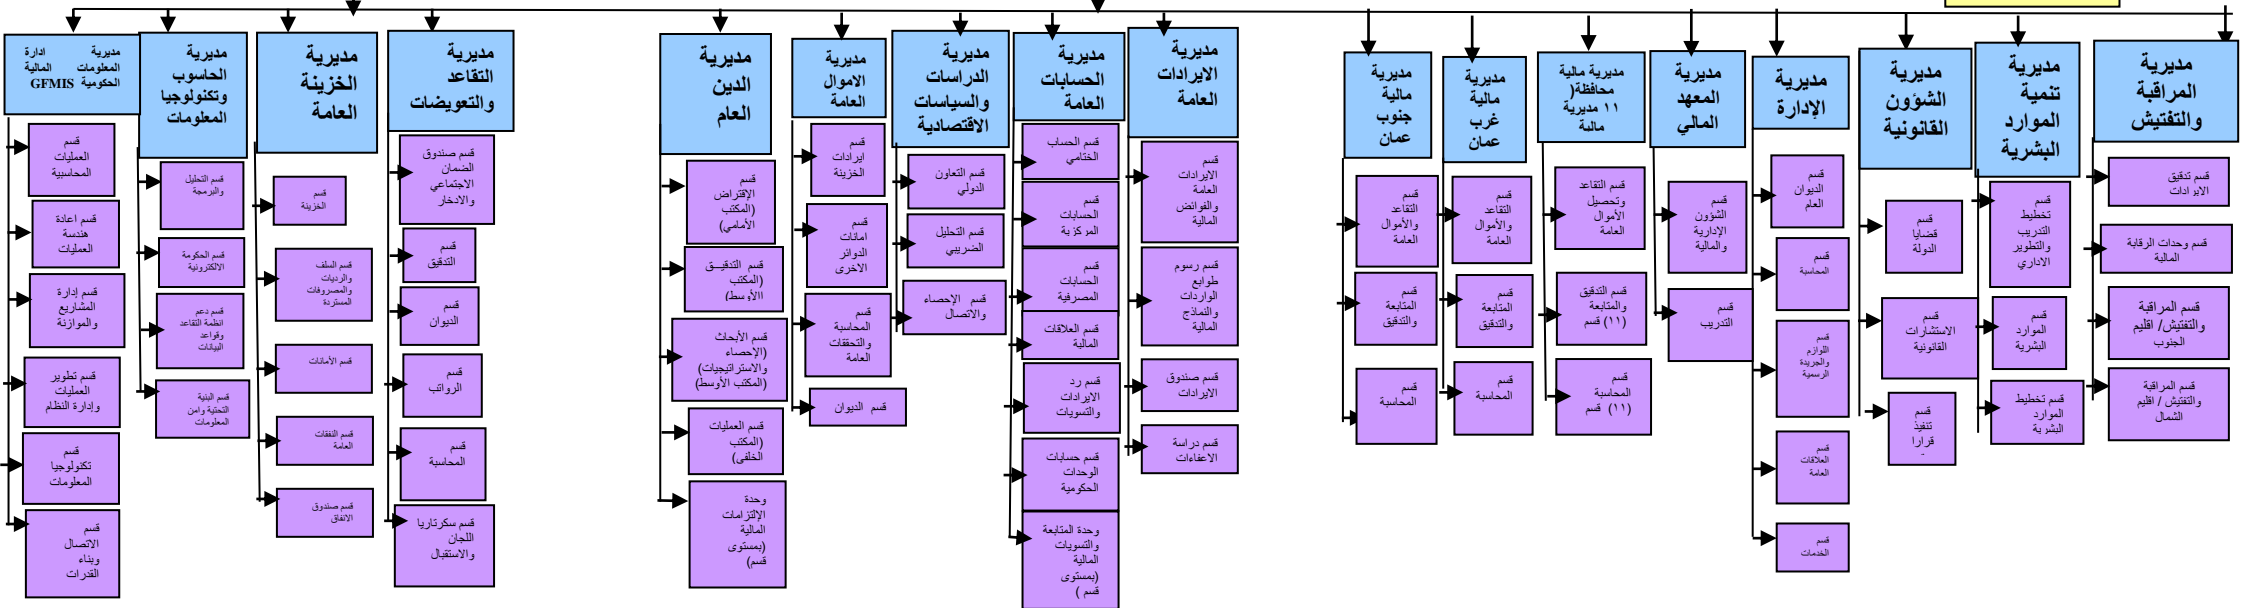 مديرية
المراقبة
والتفتيش
قسم تدقيق
الايرادات
قسم وحدات الرقابة
المالية
قسم المراقبة
والتفتيش/ اقليم
الجنوب
قسم المراقبة
والتفتيش / اقليم
الشمال
مديرية
تنمية
الموارد
البشرية
قسم
تخطيط
التدريب
والتطوير
الاداري
قسم
الموارد
البشرية
قسم تخطيط
الموارد
البشرية
مديرية
الشؤون
القانونية
قسم
قضايا
الدولة
قسم
الاستشارات
القانونية
قسم
تنفيذ
قرارا
مديرية
الإدارة
قسم
الديوان
العام
قسم
المحاسبة
قسم
اللوازم
والجريدة
الرسمية
قسم
العلاقات
العامة
قسم
الخدمات
مديرية
المعهد
المالي
قسم
الشؤون
الإدارية
والمالية
قسم
التدريب
مديرية مالية
محافظة(
١١ مديرية
مالية
قسم التقاعد
وتحصيل
الأموال
العامة
قسم التدقيق
والمتابعة
(١١) قسم
قسم
المحاسبة
(١١) قسم
مديرية
مالية
غرب
عمان
قسم
التقاعد
والأموال
العامة
قسم
المتابعة
والتدقيق
قسم
المحاسبة
مديرية
مالية
جنوب
عمان
قسم
التقاعد
والأموال
العامة
قسم
المتابعة
والتدقيق
قسم
المحاسبة
مديرية
الايرادات
العامة
قسم
الايرادات
العامة
والفوائض
المالية
قسم رسوم
طوابع
الواردات
والنماذج
المالية
قسم صندوق
الايرادات
قسم دراسة
الاعفاءات
مديرية
الحسابات
العامة
قسم الحساب
الختامي
قسم
الحسابات
المركزية
قسم
الحسابات
المصرفية
قسم العلاقات
المالية
قسم رد
الايرادات
والتسويات
قسم حسابات
الوحدات
الحكومية
وحدة المتابعة
والتسويات
المالية
(بمستوى
قسم )
مديرية
الدراسات
والسياسات
الاقتصادية
قسم التعاون
الدولي
قسم التحليل
الضريبي
قسم الإحصاء
والاتصال
مديرية
الاموال
العامة
قسم
ايرادات
الخزينة
قسم
امانات
الدوائر
الاخرى
قسم
المحاسبة
والتحققات
العامة
قسم الديوان
مديرية
الدين
العام
قسم
الإقتراض
(المكتب
الأمامي)
قسم التدقيــق
(المكتب
الأوسط)
قسم الأبحاث
(الإحصاء
والاستراتيجيات)
(المكتب الأوسط)
قسم العمليات
(المكتب
الخلفي)
وحدة
الإلتزامات
المالية
(بمستوى
قسم)
مديرية
التقاعد
والتعويضات
قسم صندوق
الضمان
الاجتماعي
والادخار
قسم
التدقيق
قسم
الديوان
قسم
الرواتب
قسم
المحاسبة
قسم سكرتاريا
اللجان
والاستقبال
مديرية
الخزينة
العامة
قسم
الخزينة
قسم السلف
والرديات
والمصروفات
المستردة
قسم الأمانات
قسم النفقات
العامة
قسم صندوق
الانفاق
مديرية
الحاسوب
وتكنولوجيا
المعلومات
قسم التحليل
والبرمجة
قسم الحكومة
الالكترونية
قسم دعم
انظمة التقاعد
وقواعد
البيانات
قسم البنية
التحتية وامن
المعلومات
مديرية ادارة
المعلومات المالية
الحكومية GFMIS
قسم
العمليات
المحاسبية
قسم اعادة
هندسة
العمليات
قسم إدارة
المشاريع
والموازنة
قسم تطوير
العمليات
وإدارة النظام
قسم
تكنولوجيا
المعلومات
قسم
الاتصال
وبناء
القدرات